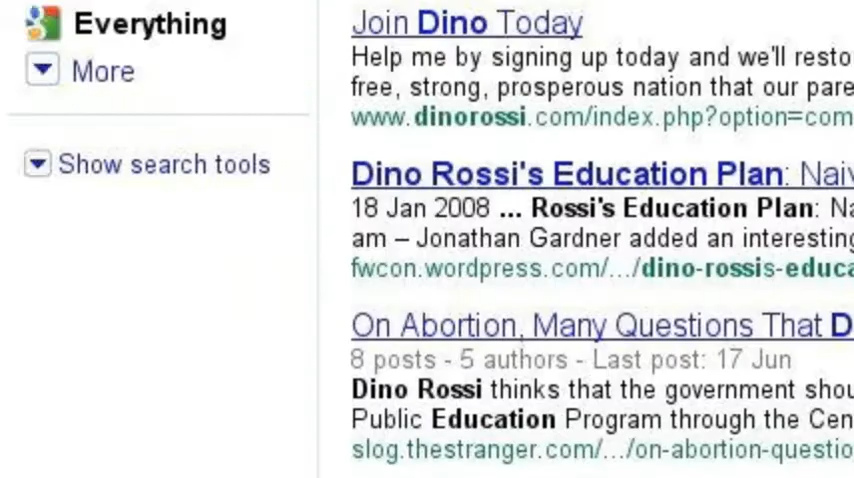 Everything
More
Show search tools
Join Dino Today
Help me by signing up today and we'll resto
free, strong, prosperous nation that our pare
www.dinorossi.com/index.php?option=com
Dino Rossi's Education Plan: Naiv
18 Jan 2008 ... Rossi's Education Plan: Na
am – Jonathan Gardner added an interesting
fwcon.wordpress.com/.../dino-rossis-educa
On Abortion, Many Questions That D
8 posts - 5 authors - Last post: 17 Jun
Dino Rossi thinks that the government shou
Public Education Program through the Cen
slog.thestranger.com/.../on-abortion-questio